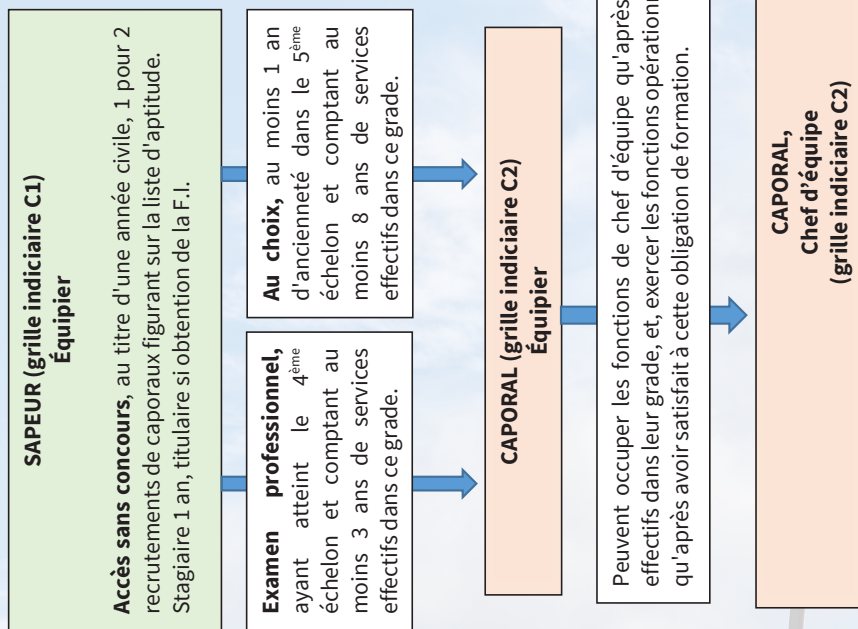 SAPEUR (grille indiciaire C1)
Équipier
Accès sans concours, au titre d'une année civile, 1 pour 2
recrutements de caporaux figurant sur la liste d'aptitude.
Stagiaire 1 an, titulaire si obtention de la F.I.
Examen professionnel,
ayant atteint le 4ème
échelon et comptant au
moins 3 ans de services
effectifs dans ce grade.
Au choix, au moins 1 an
d'ancienneté dans le 5ème
échelon et comptant au
moins 8 ans de services
effectifs dans ce grade.
CAPORAL (grille indiciaire C2)
Équipier
Peuvent occuper les fonctions de chef d'équipe qu'après
effectifs dans leur grade, et, exercer les fonctions opération
qu'après avoir satisfait à cette obligation de formation.
CAPORAL,
Chef d'équipe
(grille indiciaire C2)